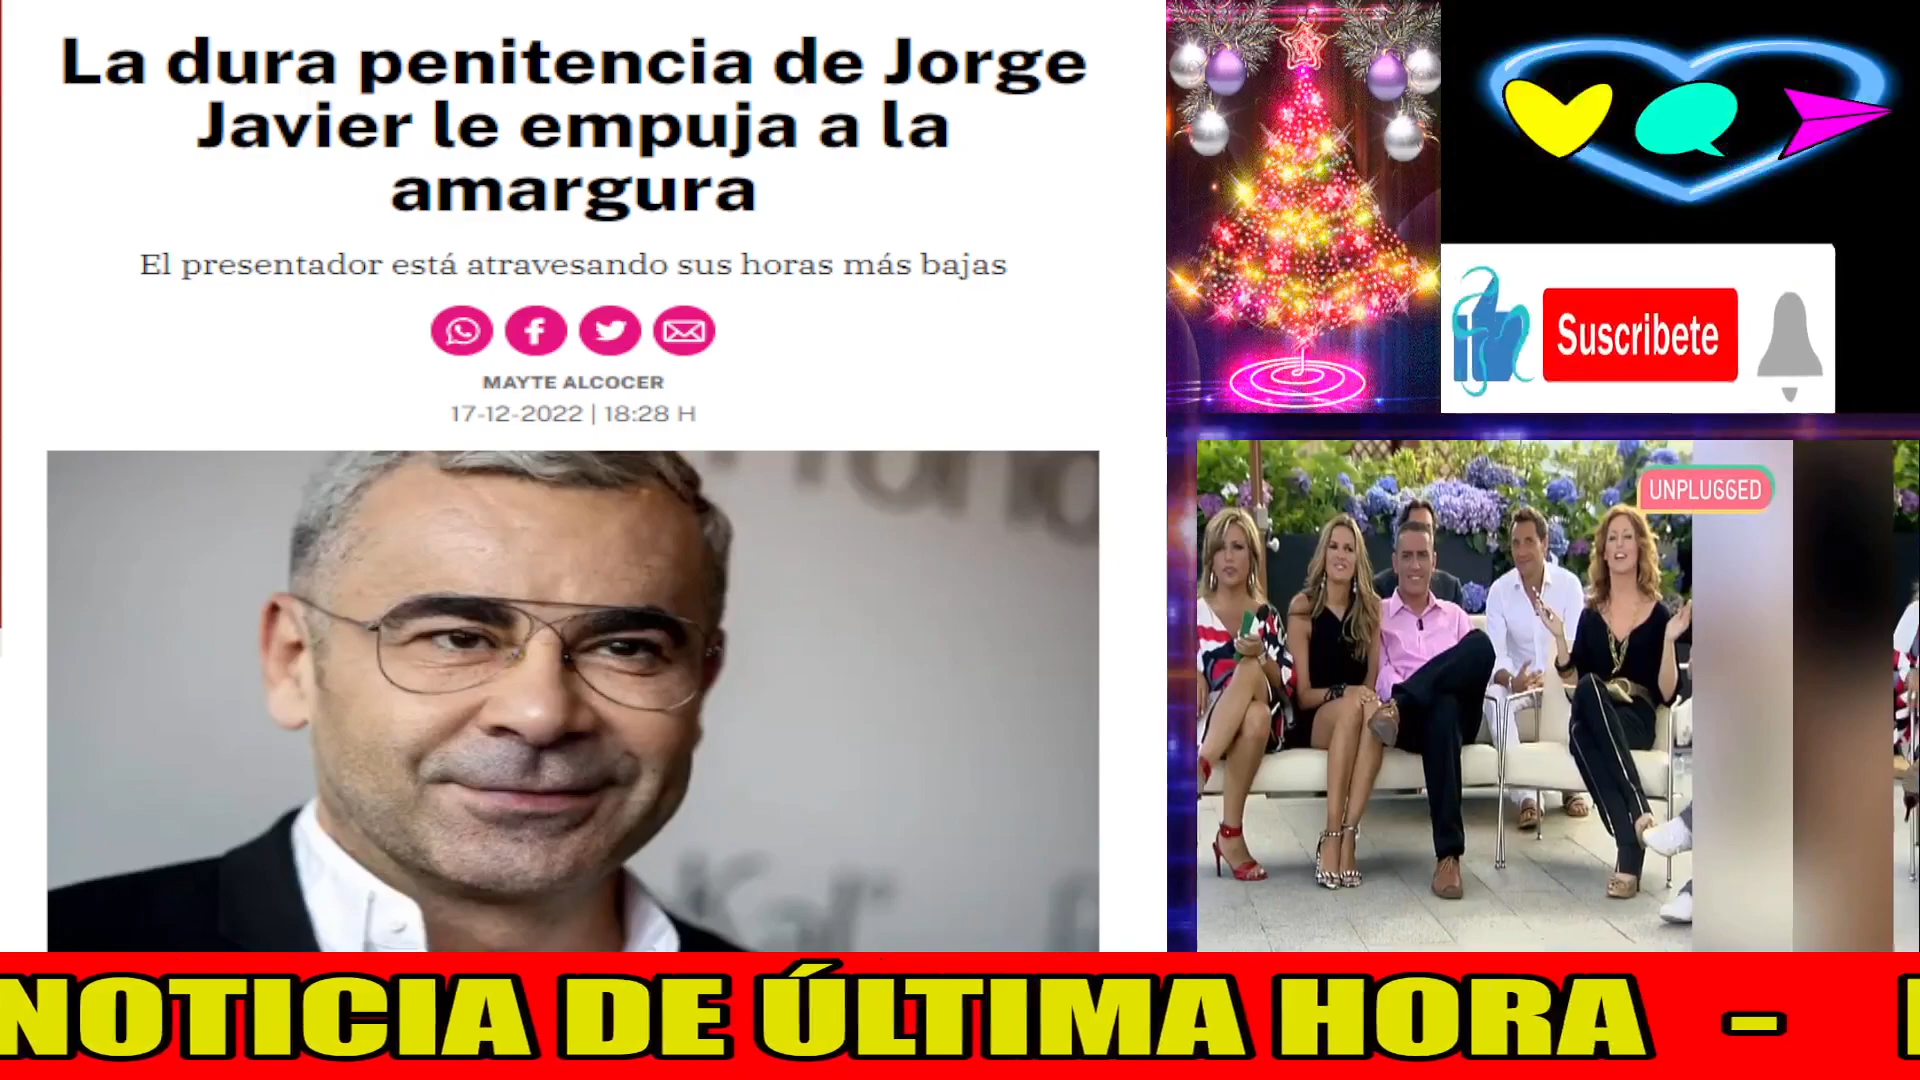 La dura penitencia de Jorge
Javier le empuja a la
amargura
El presentador está atravesando sus horas más bajas
MAYTE ALCOCER
17-12-2022 | 18:28 H
Suscribete
UNPLUGGED
NOTICIA DE ÚLTIMA HORA -